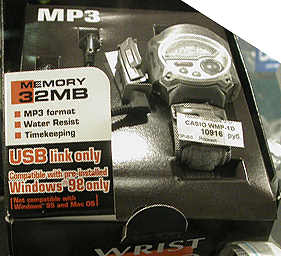 MP3
MEMORY
32MB
MP3 format
Water Resist
Timekeeping
USB link only
Compatible with pre-installed
Windows 98 only
Not compatible with
Windows 95 and Mac OS
CASIO WMP-1D
10916 руб
WRIST